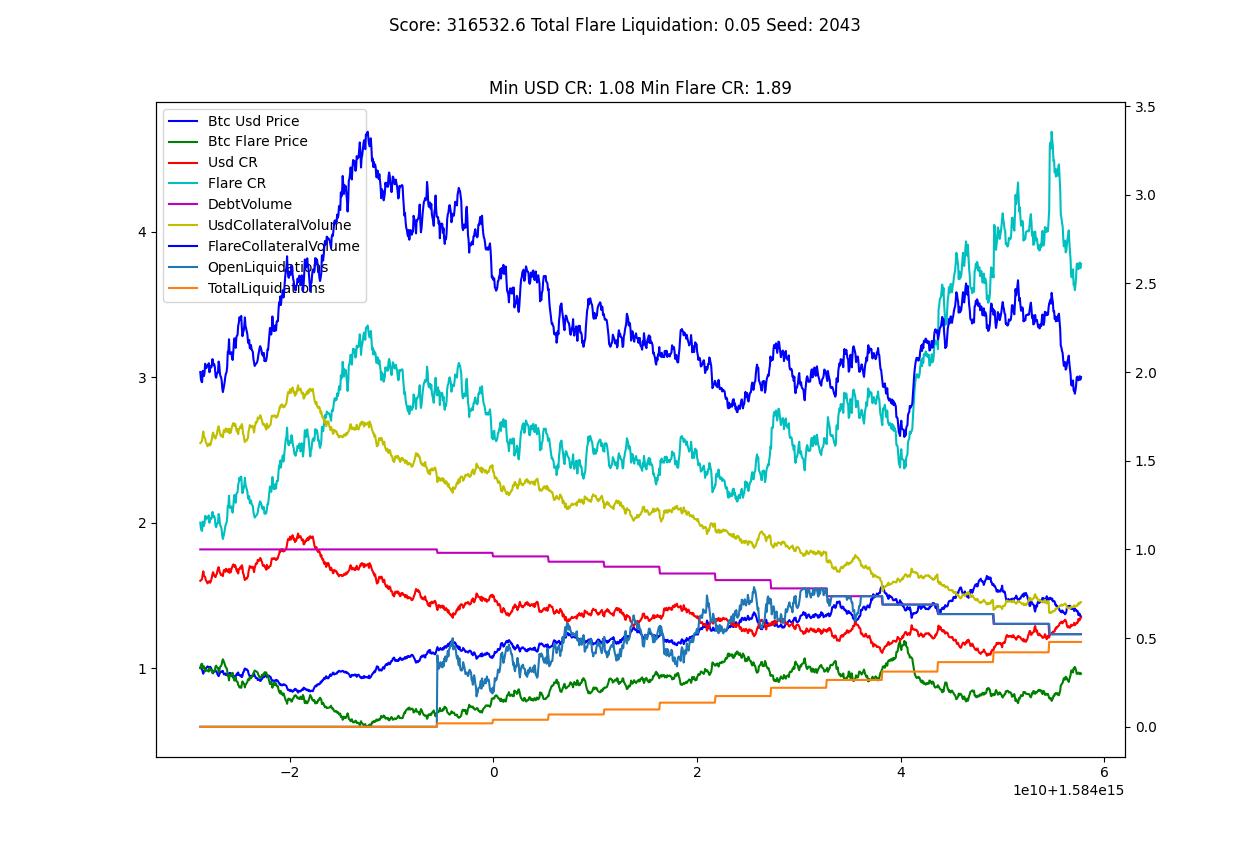 Score: 316532.6 Total Flare Liquidation: 0.05 Seed: 2043
Min USD CR: 1.08 Min Flare CR: 1.89
Btc Usd Price
Btc Flare Price
Usd CR
Flare CR
DebtVolume
UsdCollateralVolume
FlareCollateralVolume
OpenLiquidations
TotalLiquidations
4
3
2
1
3.5
3.0
2.5
2.0
1.5
1.0
0.5
0.0
−2
0
2
4
6
1e10+1.584e15